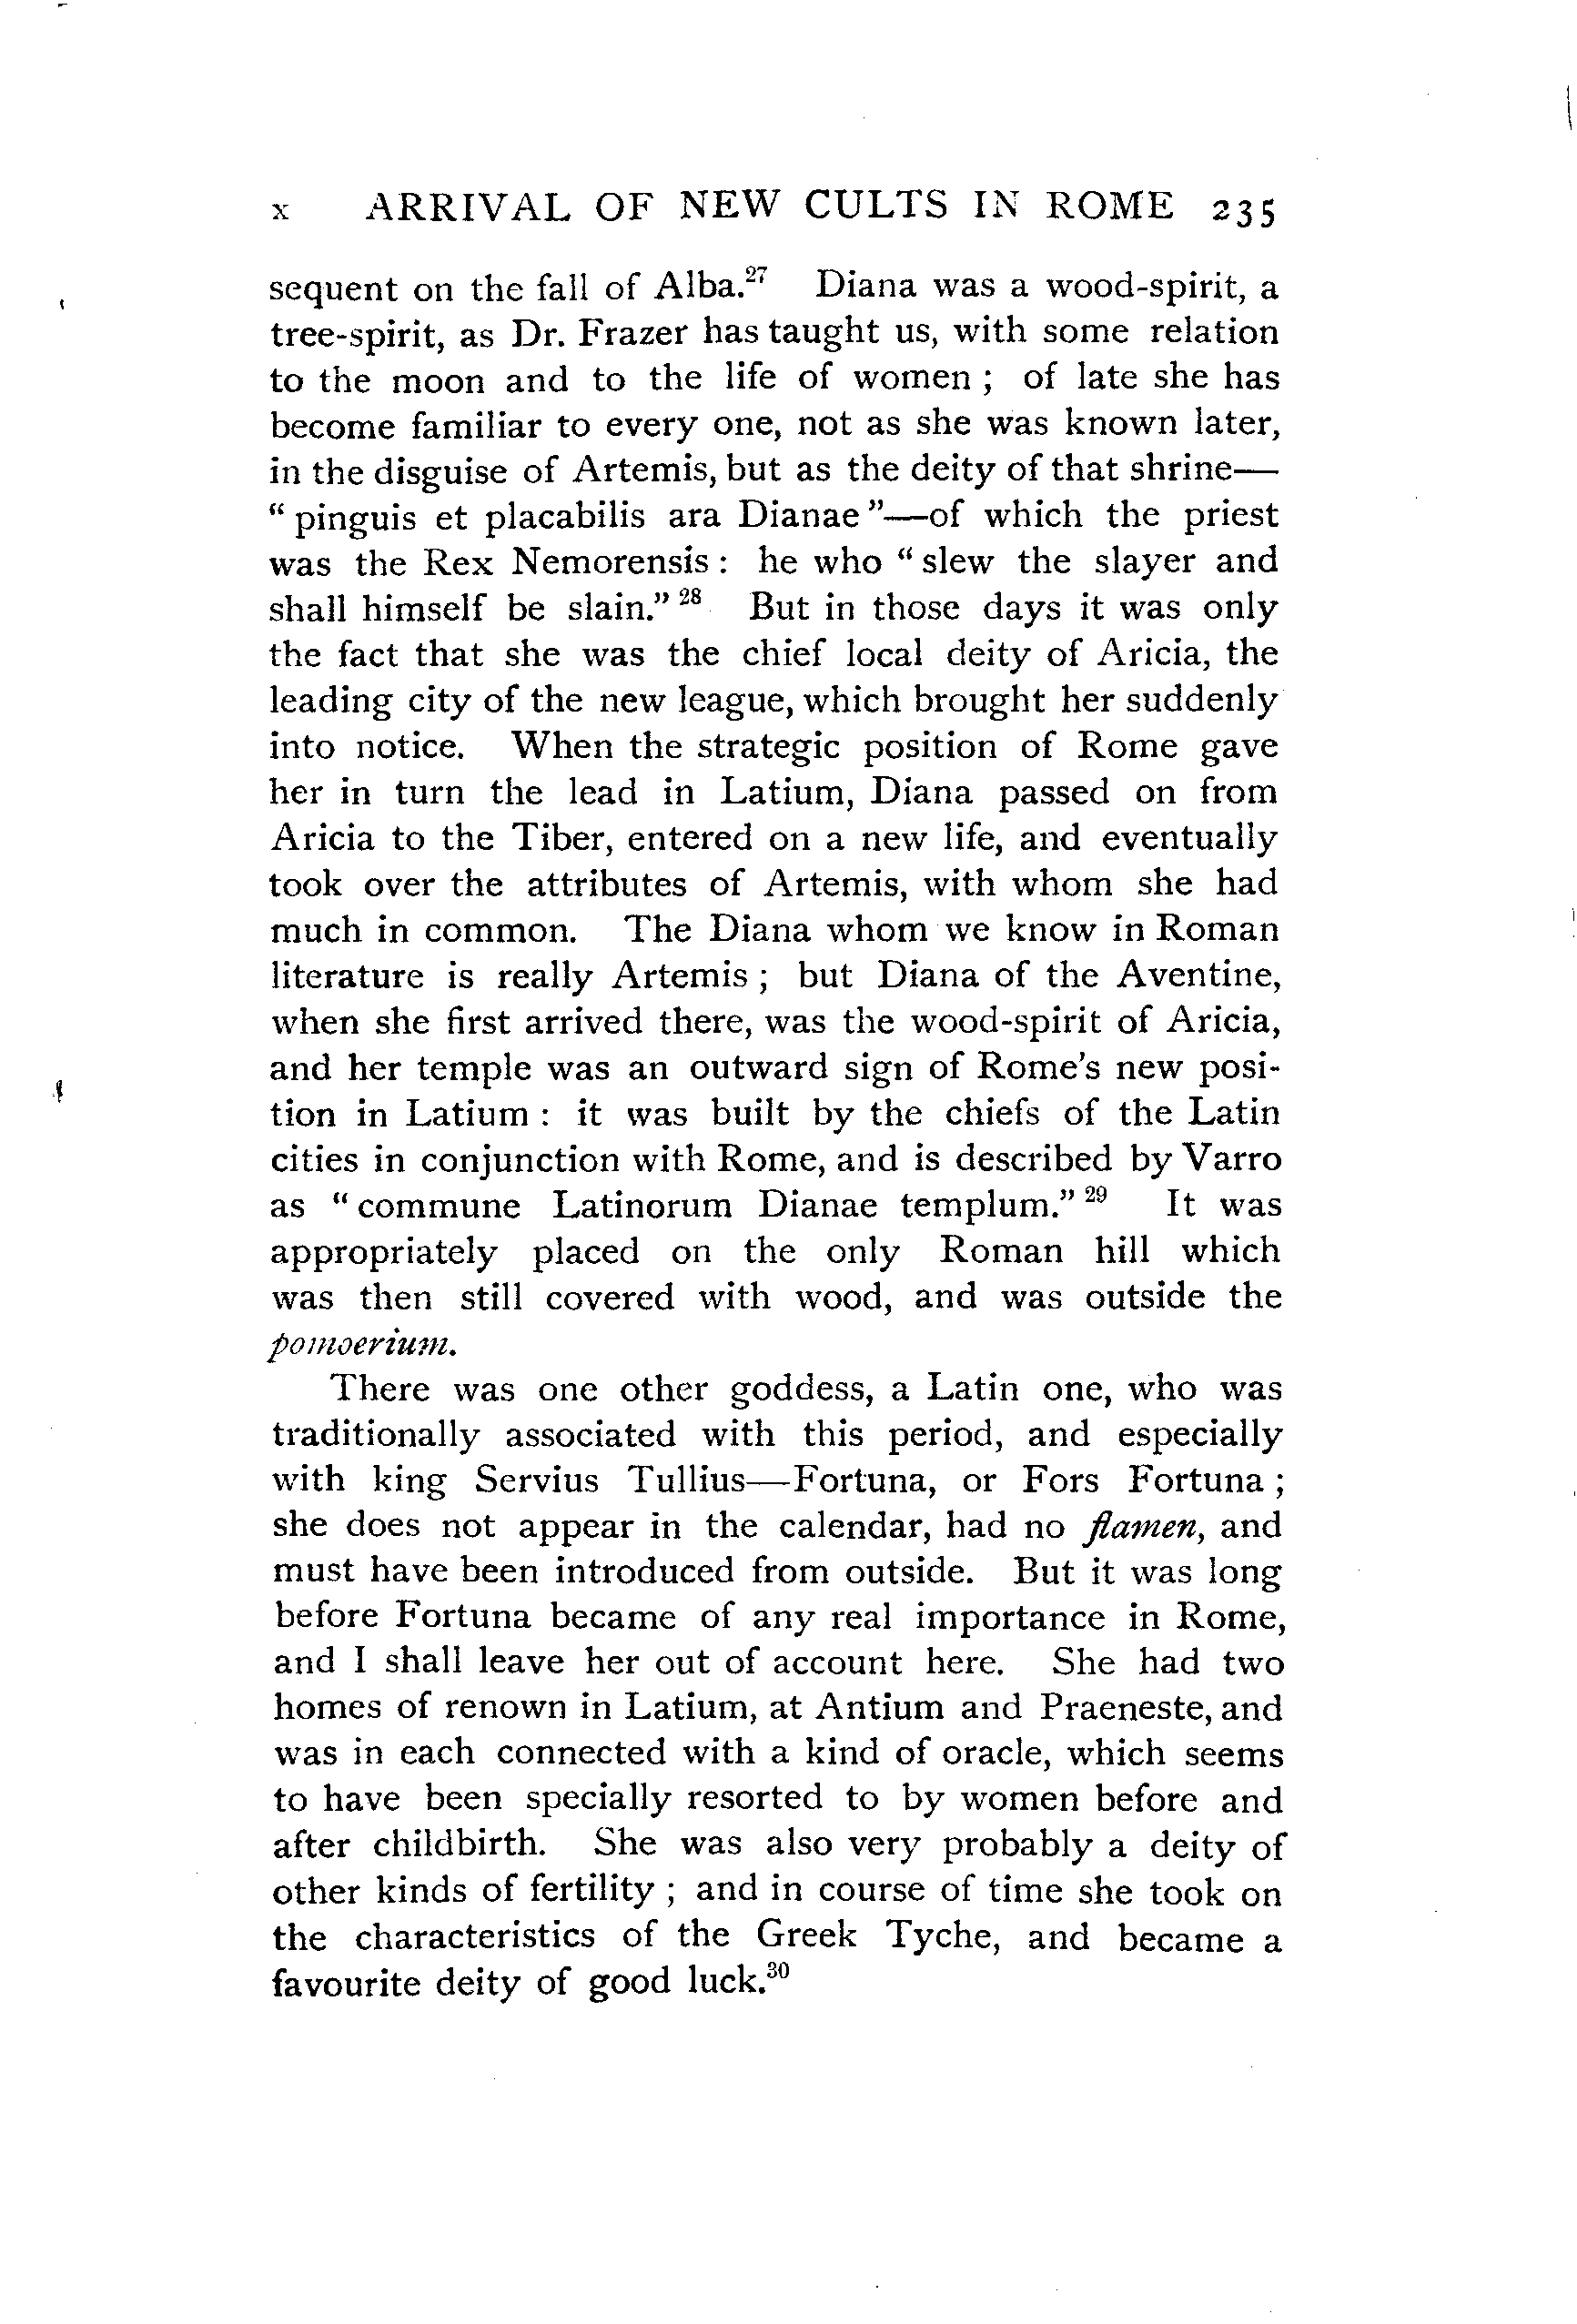 x ARRIVAL OF NEW CULTS IN ROME 235
sequent on the fall of Alba.²⁷ Diana was a wood-spirit, a
tree-spirit, as Dr. Frazer has taught us, with some relation
to the moon and to the life of women ; of late she has
become familiar to every one, not as she was known later,
in the disguise of Artemis, but as the deity of that shrine—
“ pinguis et placabilis ara Dianae ”—of which the priest
was the Rex Nemorensis : he who “ slew the slayer and
shall himself be slain.” ²⁸ But in those days it was only
the fact that she was the chief local deity of Aricia, the
leading city of the new league, which brought her suddenly
into notice. When the strategic position of Rome gave
her in turn the lead in Latium, Diana passed on from
Aricia to the Tiber, entered on a new life, and eventually
took over the attributes of Artemis, with whom she had
much in common. The Diana whom we know in Roman
literature is really Artemis ; but Diana of the Aventine,
when she first arrived there, was the wood-spirit of Aricia,
and her temple was an outward sign of Rome's new posi-
tion in Latium : it was built by the chiefs of the Latin
cities in conjunction with Rome, and is described by Varro
as “ commune Latinorum Dianae templum.” ²⁹ It was
appropriately placed on the only Roman hill which
was then still covered with wood, and was outside the
pomoerium.
There was one other goddess, a Latin one, who was
traditionally associated with this period, and especially
with king Servius Tullius—Fortuna, or Fors Fortuna ;
she does not appear in the calendar, had no flamen, and
must have been introduced from outside. But it was long
before Fortuna became of any real importance in Rome,
and I shall leave her out of account here. She had two
homes of renown in Latium, at Antium and Praeneste, and
was in each connected with a kind of oracle, which seems
to have been specially resorted to by women before and
after childbirth. She was also very probably a deity of
other kinds of fertility ; and in course of time she took on
the characteristics of the Greek Tyche, and became a
favourite deity of good luck.³⁰